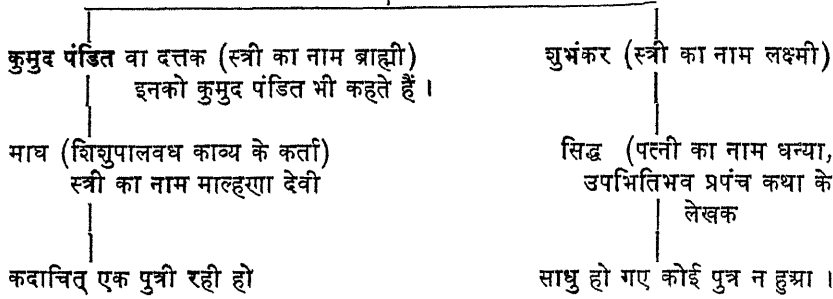 कुमुद पंडित वा दत्तक (स्त्री का नाम ब्राह्मी)
इनको कुमुद पंडित भी कहते हैं ।
माघ (शिशुपालवध काव्य के कर्ता)
स्त्री का नाम माल्हणा देवी
कदाचित् एक पुत्री रही हो
शुभंकर (स्त्री का नाम लक्ष्मी)
सिद्ध (पत्नी का नाम धन्या,
उपभितिभव प्रपंच कथा के
लेखक
साधु हो गए कोई पुत्र न हुआ ।